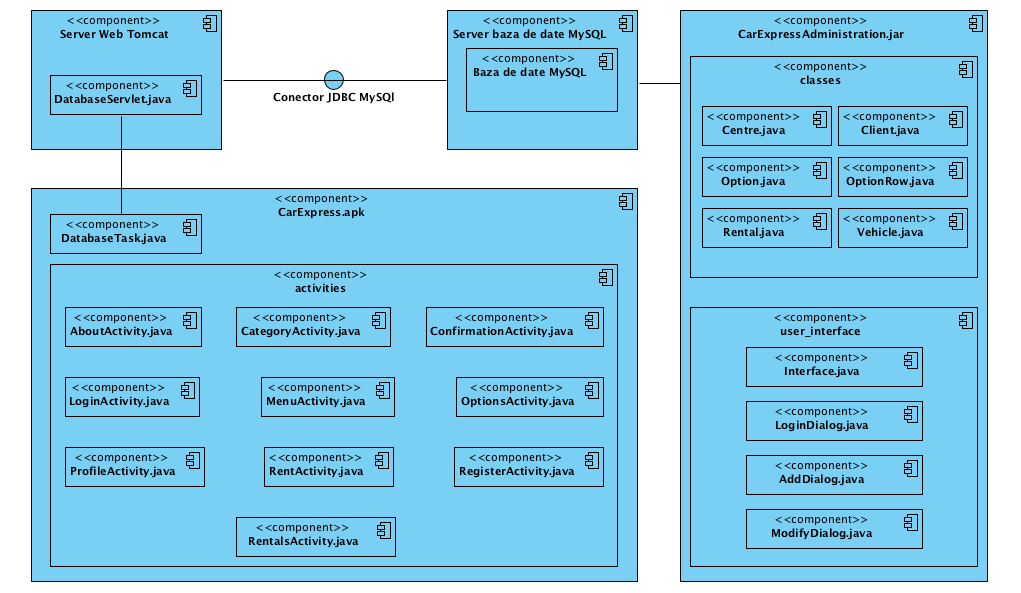 <<component>>
Server Web Tomcat
<<component>>
DatabaseServlet.java
Conector JDBC MySQl
<<component>>
Server baza de date MySQL
<<component>>
Baza de date MySQL
<<component>>
CarExpressAdministration.jar
<<component>>
classes
<<component>>
Centre.java
<<component>>
Client.java
<<component>>
Option.java
<<component>>
OptionRow.java
<<component>>
Rental.java
<<component>>
Vehicle.java
<<component>>
user_interface
<<component>>
Interface.java
<<component>>
LoginDialog.java
<<component>>
AddDialog.java
<<component>>
ModifyDialog.java
<<component>>
CarExpress.apk
<<component>>
DatabaseTask.java
<<component>>
activities
<<component>>
AboutActivity.java
<<component>>
CategoryActivity.java
<<component>>
ConfirmationActivity.java
<<component>>
LoginActivity.java
<<component>>
MenuActivity.java
<<component>>
OptionsActivity.java
<<component>>
ProfileActivity.java
<<component>>
RentActivity.java
<<component>>
RegisterActivity.java
<<component>>
RentalsActivity.java